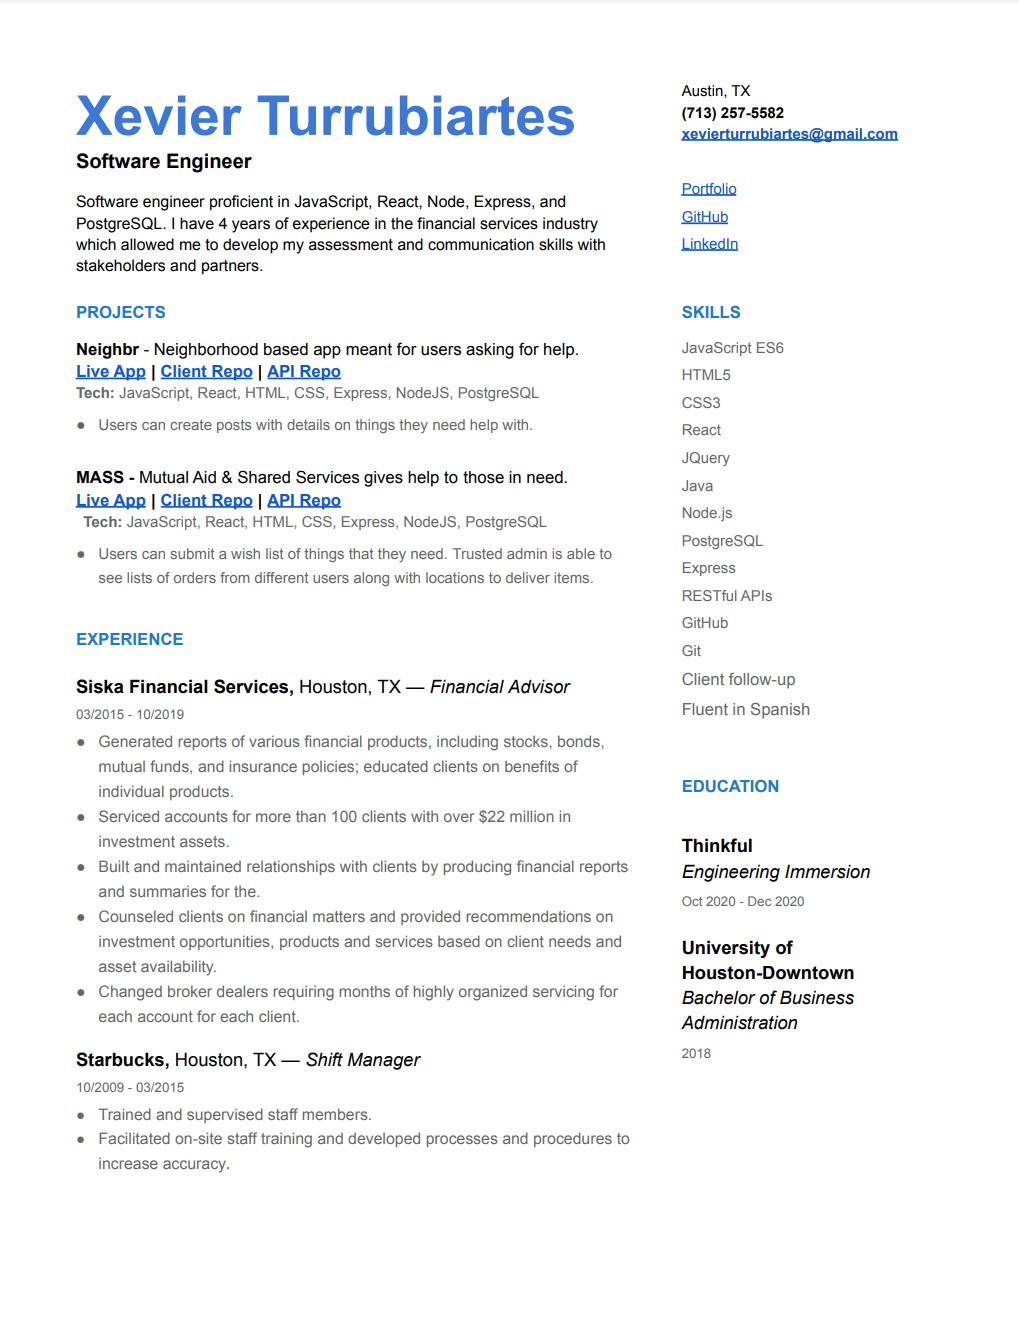 Xevier Turrubiartes
Software Engineer
Software engineer proficient in JavaScript, React, Node, Express, and
PostgreSQL. I have 4 years of experience in the financial services industry
which allowed me to develop my assessment and communication skills with
stakeholders and partners.
PROJECTS
Neighbr - Neighborhood based app meant for users asking for help.
Live App | Client Repo | API Repo
Tech: JavaScript, React, HTML, CSS, Express, NodeJS, PostgreSQL
● Users can create posts with details on things they need help with.
MASS - Mutual Aid & Shared Services gives help to those in need.
Live App | Client Repo | API Repo
Tech: JavaScript, React, HTML, CSS, Express, NodeJS, PostgreSQL
● Users can submit a wish list of things that they need. Trusted admin is able to
see lists of orders from different users along with locations to deliver items.
EXPERIENCE
Siska Financial Services, Houston, TX — Financial Advisor
03/2015 - 10/2019
● Generated reports of various financial products, including stocks, bonds,
mutual funds, and insurance policies; educated clients on benefits of
individual products.
● Serviced accounts for more than 100 clients with over $22 million in
investment assets.
● Built and maintained relationships with clients by producing financial reports
and summaries for the.
● Counseled clients on financial matters and provided recommendations on
investment opportunities, products and services based on client needs and
asset availability.
● Changed broker dealers requiring months of highly organized servicing for
each account for each client.
Starbucks, Houston, TX — Shift Manager
10/2009 - 03/2015
● Trained and supervised staff members.
● Facilitated on-site staff training and developed processes and procedures to
increase accuracy.
Austin, TX
(713) 257-5582
xevierturrubiartes@gmail.com
Portfolio
GitHub
LinkedIn
SKILLS
JavaScript ES6
HTML5
CSS3
React
JQuery
Java
Node.js
PostgreSQL
Express
RESTful APIs
GitHub
Git
Client follow-up
Fluent in Spanish
EDUCATION
Thinkful
Engineering Immersion
Oct 2020 - Dec 2020
University of
Houston-Downtown
Bachelor of Business
Administration
2018